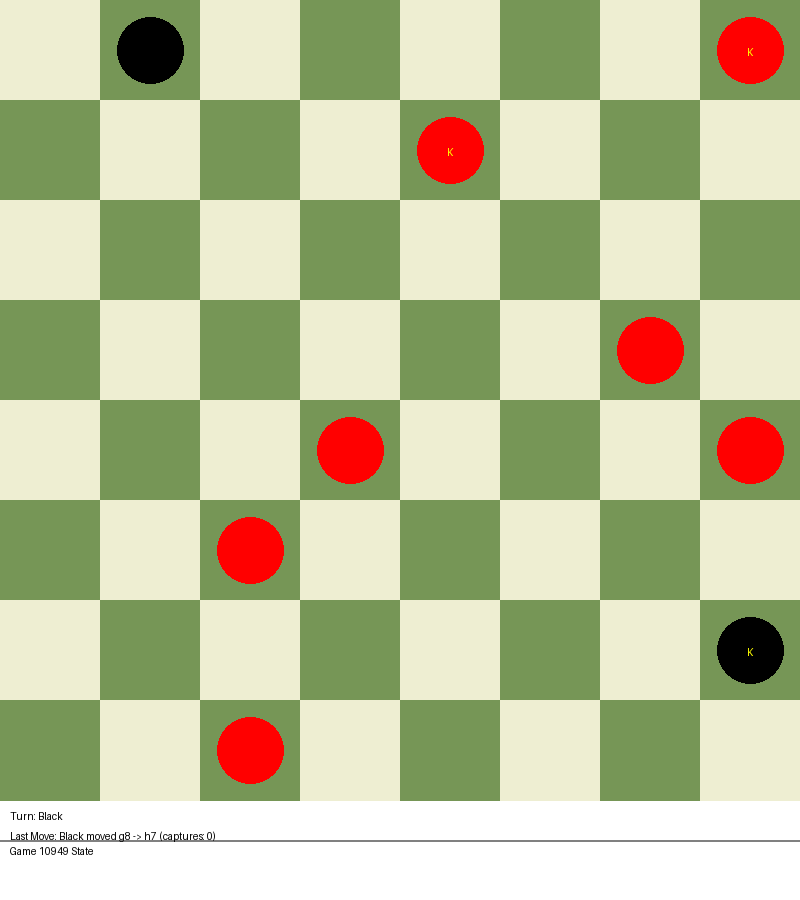 K
K
K
Turn: Black
Last Move: Black moved g8 -> h7 (captures: 0)
Game 10949 State